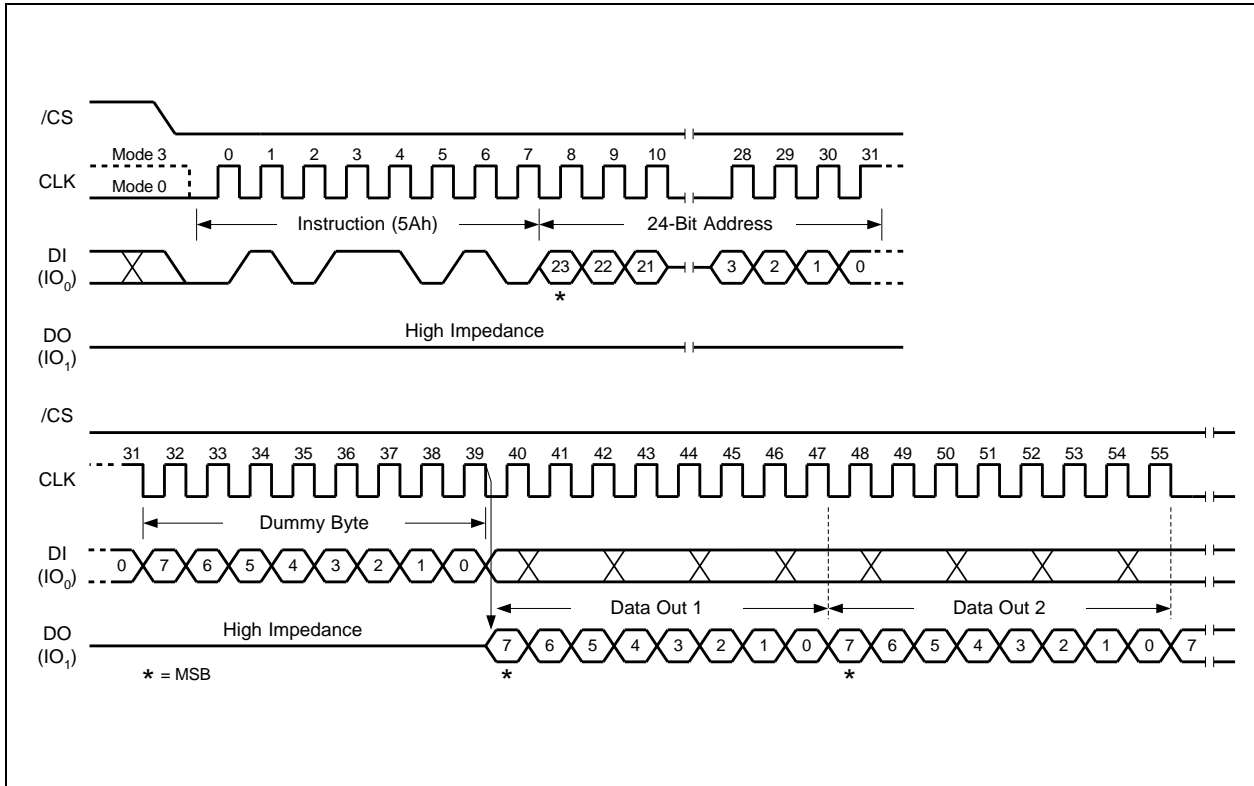 /CS
Mode 3 0 1 2 3 4 5 6 7 8 9 10 28 29 30 31
CLK
Mode 0
Instruction (5Ah) 24-Bit Address
DI
(IO0) 23 22 21 3 2 1 0
*
DO
(IO1)
High Impedance
/CS
31 32 33 34 35 36 37 38 39 40 41 42 43 44 45 46 47 48 49 50 51 52 53 54 55
CLK
Dummy Byte
DI
(IO0) 0 7 6 5 4 3 2 1 0
Data Out 1 Data Out 2
DO
(IO1)
High Impedance
7 6 5 4 3 2 1 0 7 6 5 4 3 2 1 0 7
* = MSB * *